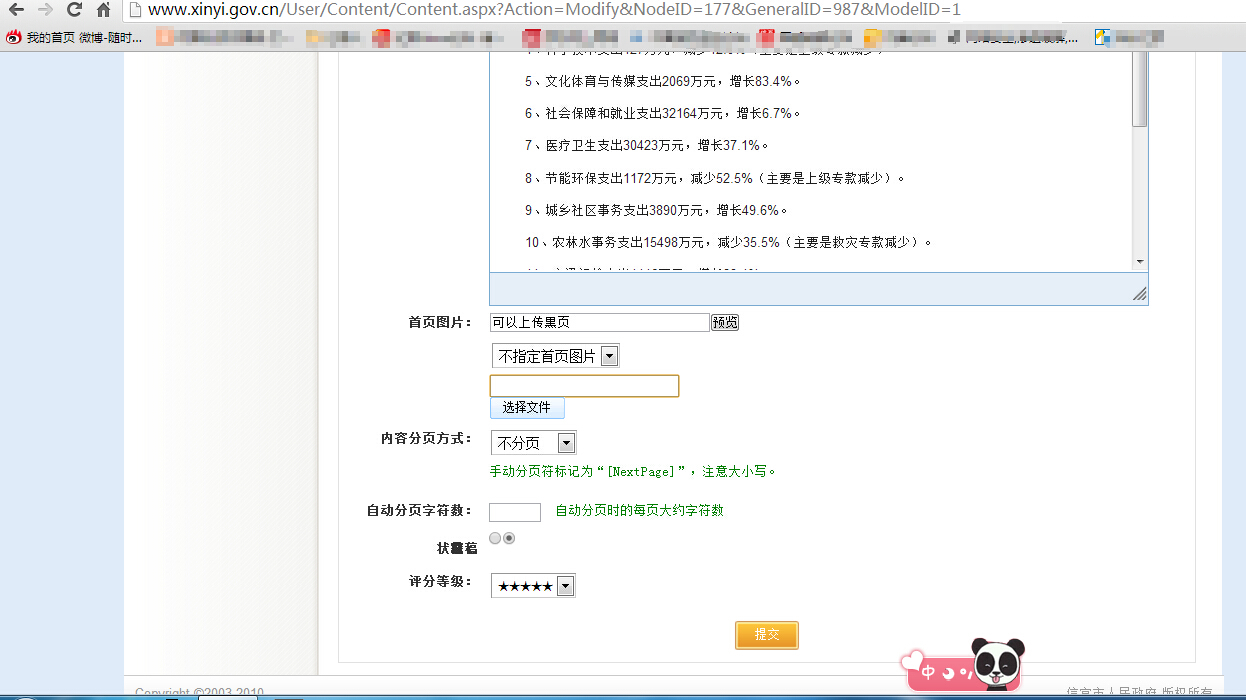 www.xinyi.gov.cn/User/Content/Content.aspx?Action=Modify&NodeID=177&GeneralID=987&ModelID=1
我的首页 微博-随时...
5、文化体育与传媒支出2069万元，增长83.4%。
6、社会保障和就业支出32164万元，增长6.7%。
7、医疗卫生支出30423万元，增长37.1%。
8、节能环保支出1172万元，减少52.5%（主要是上级专款减少）。
9、城乡社区事务支出3890万元，增长49.6%。
10、农林水事务支出15498万元，减少35.5%（主要是救灾专款减少）。
首页图片： 可以上传黑页 预览
不指定首页图片
选择文件
内容分页方式： 不分页
手动分页符标记为“[NextPage]”，注意大小写。
自动分页字符数： 自动分页时的每页大约字符数
评分等级： ★★★★★
提交
中
Copyright ©2003-2010
信宜市人民政府 版权所有